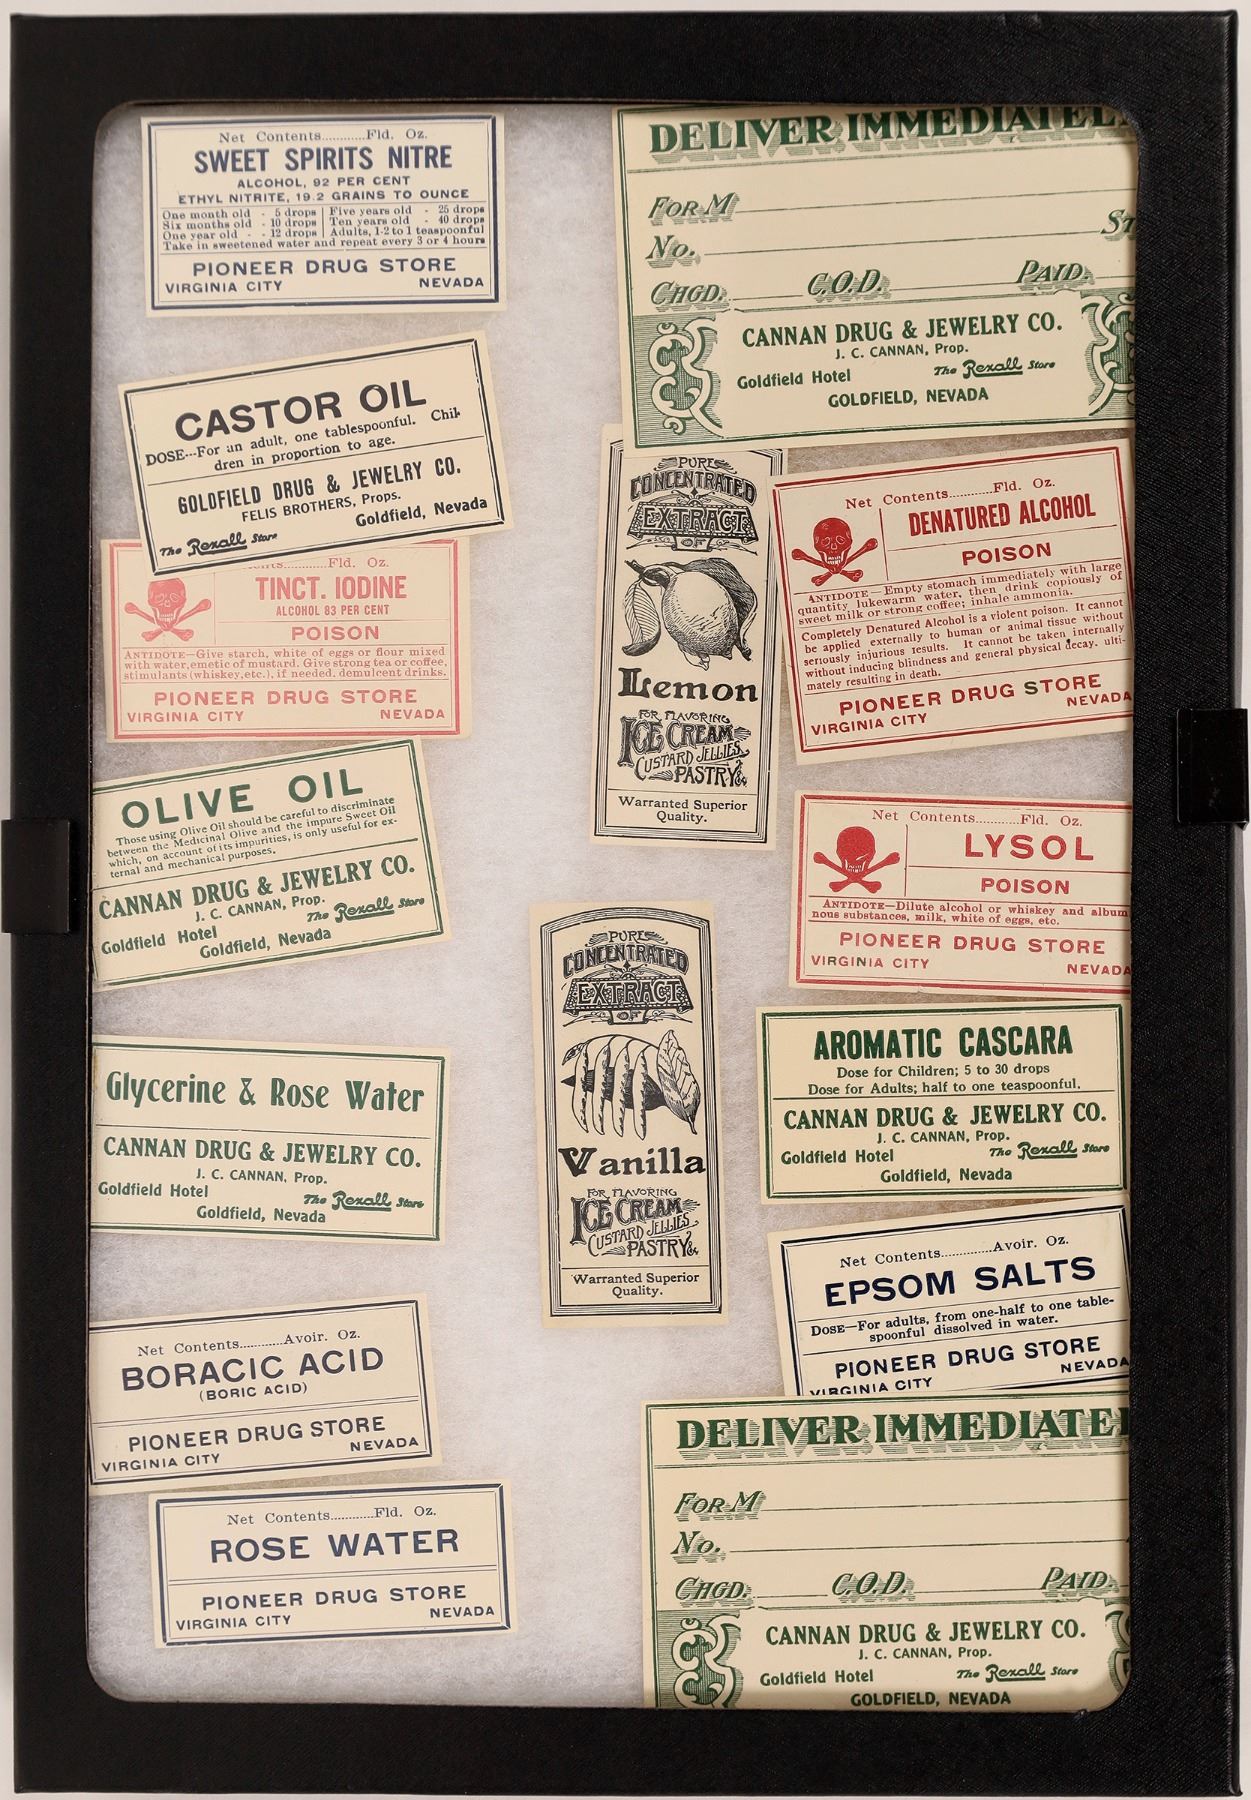 Net Contents...........Fld. Oz.
SWEET SPIRITS NITRE
ALCOHOL, 92 PER CENT
ETHYL NITRITE, 19.2 GRAINS TO OUNCE
One month old - 5 drops | Five years old - 25 drops
Six months old - 10 drops | Ten years old - 40 drops
One year old - - 12 drops | Adults, 1-2 to 1 teaspoonful
Take in sweetened water and repeat every 3 or 4 hours
PIONEER DRUG STORE
VIRGINIA CITY NEVADA
CASTOR OIL
DOSE---For an adult, one tablespoonful. Chil-
dren in proportion to age.
GOLDFIELD DRUG & JEWELRY CO.
FELIS BROTHERS, Props.
The Rexall Store Goldfield, Nevada
Fld. Oz.
TINCT. IODINE
ALCOHOL 83 PER CENT
POISON
ANTIDOTE—Give starch, white of eggs or flour mixed
with water, emetic of mustard. Give strong tea or coffee,
stimulants (whiskey, etc.), if needed. demulcent drinks.
PIONEER DRUG STORE
VIRGINIA CITY NEVADA
OLIVE OIL
Those using Olive Oil should be careful to discriminate
between the Medicinal Olive and the impure Sweet Oil
which, on account of its impurities, is only useful for ex-
ternal and mechanical purposes.
CANNAN DRUG & JEWELRY CO.
J. C. CANNAN, Prop.
Goldfield Hotel The Rexall Store
Goldfield, Nevada
Glycerine & Rose Water
CANNAN DRUG & JEWELRY CO.
J. C. CANNAN, Prop.
Goldfield Hotel The Rexall Store
Goldfield, Nevada
Net Contents...........Avoir. Oz.
BORACIC ACID
(BORIC ACID)
PIONEER DRUG STORE
VIRGINIA CITY NEVADA
Net Contents...........Fld. Oz.
ROSE WATER
PIONEER DRUG STORE
VIRGINIA CITY NEVADA
PURE
CONCENTRATED
EXTRACT
OF
Lemon
FOR FLAVORING
ICE CREAM
CUSTARD JELLIES
PASTRY &c
Warranted Superior
Quality.
PURE
CONCENTRATED
EXTRACT
OF
Vanilla
FOR FLAVORING
ICE CREAM
CUSTARD JELLIES
PASTRY &c
Warranted Superior
Quality.
DELIVER IMMEDIATEL
FOR M
No. ST
CHGD. C.O.D. PAID.
CANNAN DRUG & JEWELRY CO.
J. C. CANNAN, Prop.
Goldfield Hotel The Rexall Store
GOLDFIELD, NEVADA
Net Contents...........Fld. Oz.
DENATURED ALCOHOL
POISON
ANTIDOTE—Empty stomach immediately with large
quantity lukewarm water, then drink copiously of
sweet milk or strong coffee; inhale ammonia.
Completely Denatured Alcohol is a violent poison. It cannot
be applied externally to human or animal tissue without
seriously injurious results. It cannot be taken internally
without inducing blindness and general physical decay, ulti-
mately resulting in death.
PIONEER DRUG STORE
VIRGINIA CITY NEVADA
Net Contents...........Fld. Oz.
LYSOL
POISON
ANTIDOTE—Dilute alcohol or whiskey and album
nous substances, milk, white of eggs, etc.
PIONEER DRUG STORE
VIRGINIA CITY NEVADA
AROMATIC CASCARA
Dose for Children; 5 to 30 drops
Dose for Adults; half to one teaspoonful.
CANNAN DRUG & JEWELRY CO.
J. C. CANNAN, Prop.
Goldfield Hotel The Rexall Store
Goldfield, Nevada
Net Contents.............Avoir. Oz.
EPSOM SALTS
DOSE—For adults, from one-half to one table-
spoonful dissolved in water.
PIONEER DRUG STORE
VIRGINIA CITY NEVADA
DELIVER IMMEDIATEL
FOR M
No.
CHGD. C.O.D. PAID.
CANNAN DRUG & JEWELRY CO.
J. C. CANNAN, Prop.
Goldfield Hotel The Rexall Store
GOLDFIELD, NEVADA